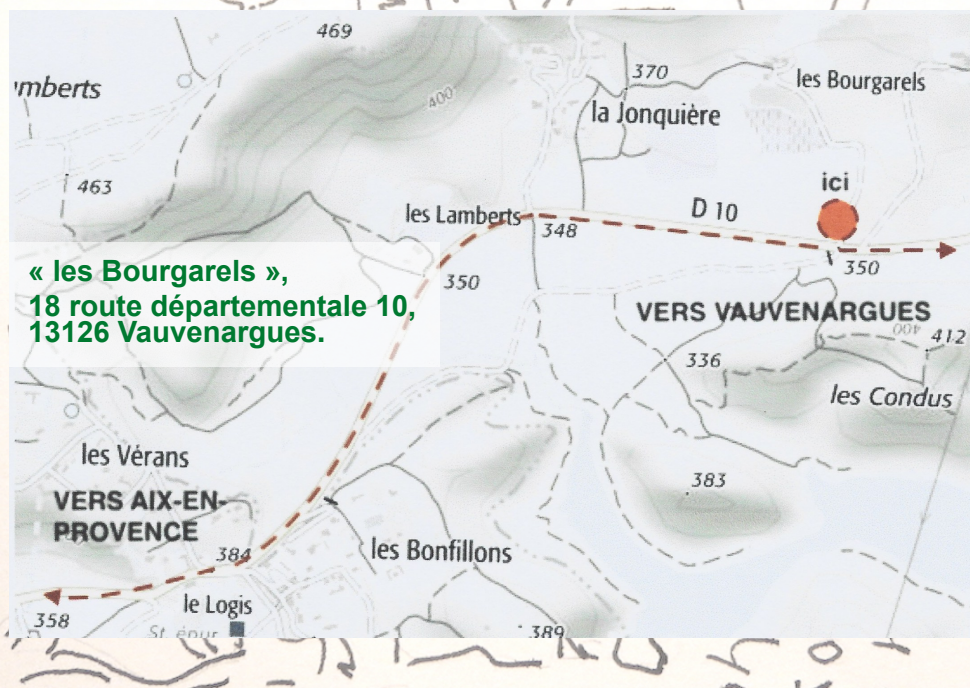 469
mberts
370
les Bourgarels
400
la Jonquière
463
ici
les Lamberts
D 10
348
350
350
« les Bourgarels »,
18 route départementale 10,
13126 Vauvenargues.
VERS VAUVENARGUES
400
412
336
les Condus
les Vérans
383
VERS AIX-EN-
PROVENCE
384
les Bonfillons
le Logis
358
St épur
389